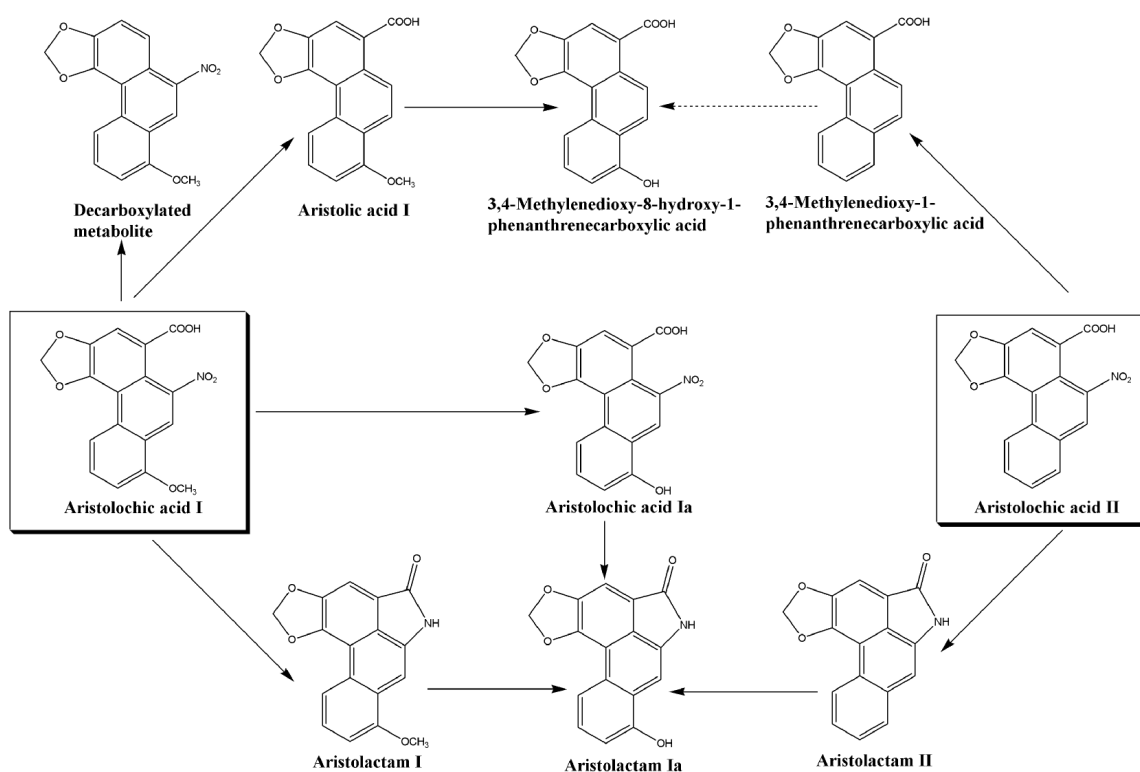 O
O
NO2
OCH3
Decarboxylated
metabolite
O
O
COOH
OCH3
Aristolic acid I
O
O
COOH
OH
3,4-Methylenedioxy-8-hydroxy-1-
phenanthrenecarboxylic acid
O
O
COOH
3,4-Methylenedioxy-1-
phenanthrenecarboxylic acid
O
O
COOH
NO2
OCH3
Aristolochic acid I
O
O
COOH
NO2
OH
Aristolochic acid Ia
O
O
COOH
NO2
Aristolochic acid II
O
O
O
NH
OCH3
Aristolactam I
O
O
O
NH
OH
Aristolactam Ia
O
O
O
NH
Aristolactam II